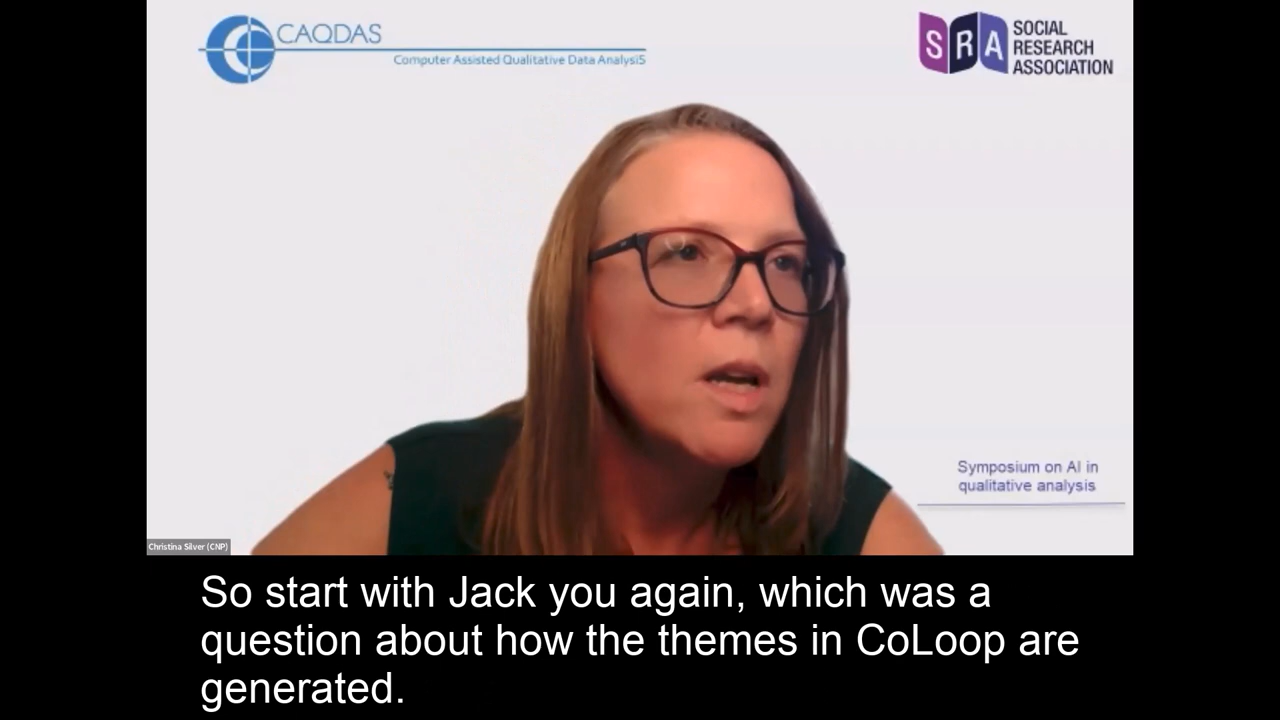 CAQDAS
Computer Assisted Qualitative Data AnalysiS
SRA
SOCIAL
RESEARCH
ASSOCIATION
Symposium on AI in
qualitative analysis
Christina Silver (CNP)
So start with Jack you again, which was a
question about how the themes in CoLoop are
generated.